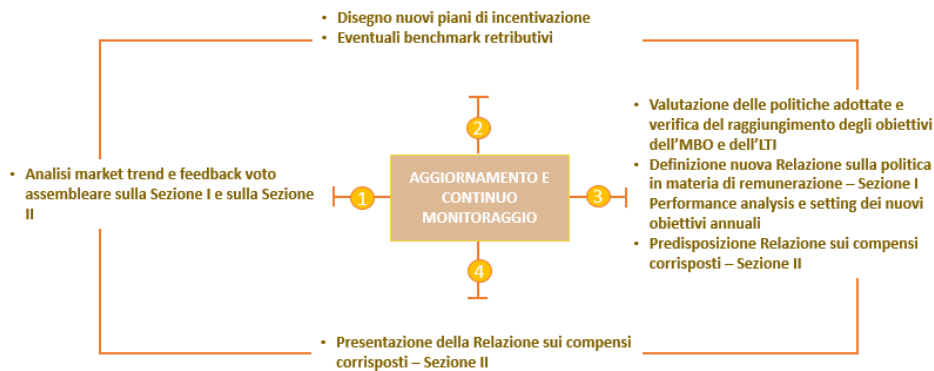 • Disegno nuovi piani di incentivazione
• Eventuali benchmark retributivi
• Analisi market trend e feedback voto
assembleare sulla Sezione I e sulla Sezione
II
1
2
AGGIORNAMENTO E
CONTINUO
MONITORAGGIO
3
4
• Valutazione delle politiche adottate e
verifica del raggiungimento degli obiettivi
dell'MBO e dell'LTI
• Definizione nuova Relazione sulla politica
in materia di remunerazione – Sezione I
Performance analysis e setting dei nuovi
obiettivi annuali
• Predisposizione Relazione sui compensi
corrisposti – Sezione II
• Presentazione della Relazione sui compensi
corrisposti – Sezione II